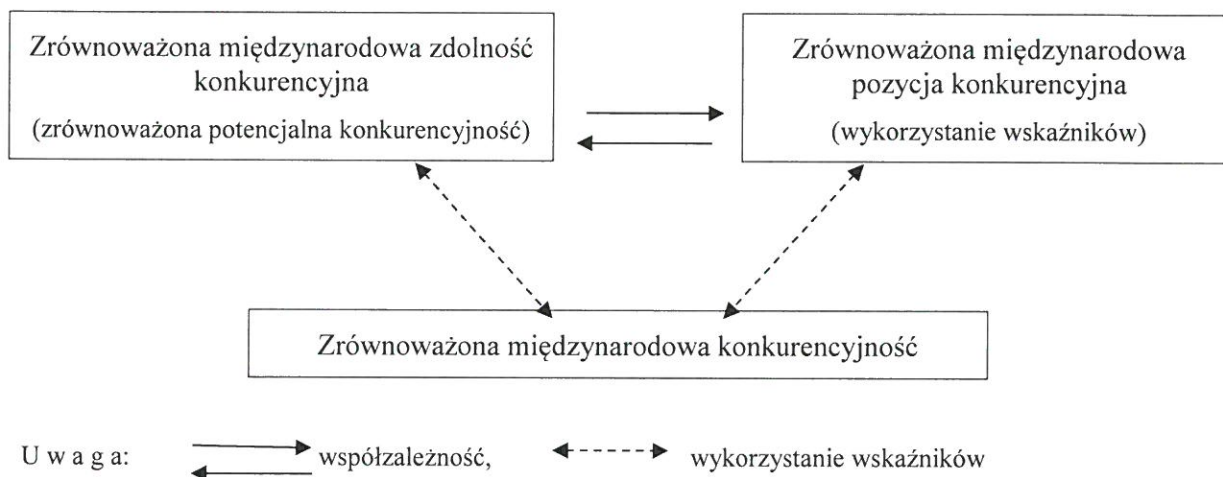 Zrównoważona międzynarodowa zdolność
konkurencyjna
(zrównoważona potencjalna konkurencyjność)
Zrównoważona międzynarodowa
pozycja konkurencyjna
(wykorzystanie wskaźników)
Zrównoważona międzynarodowa konkurencyjność
U w a g a: współzależność, wykorzystanie wskaźników